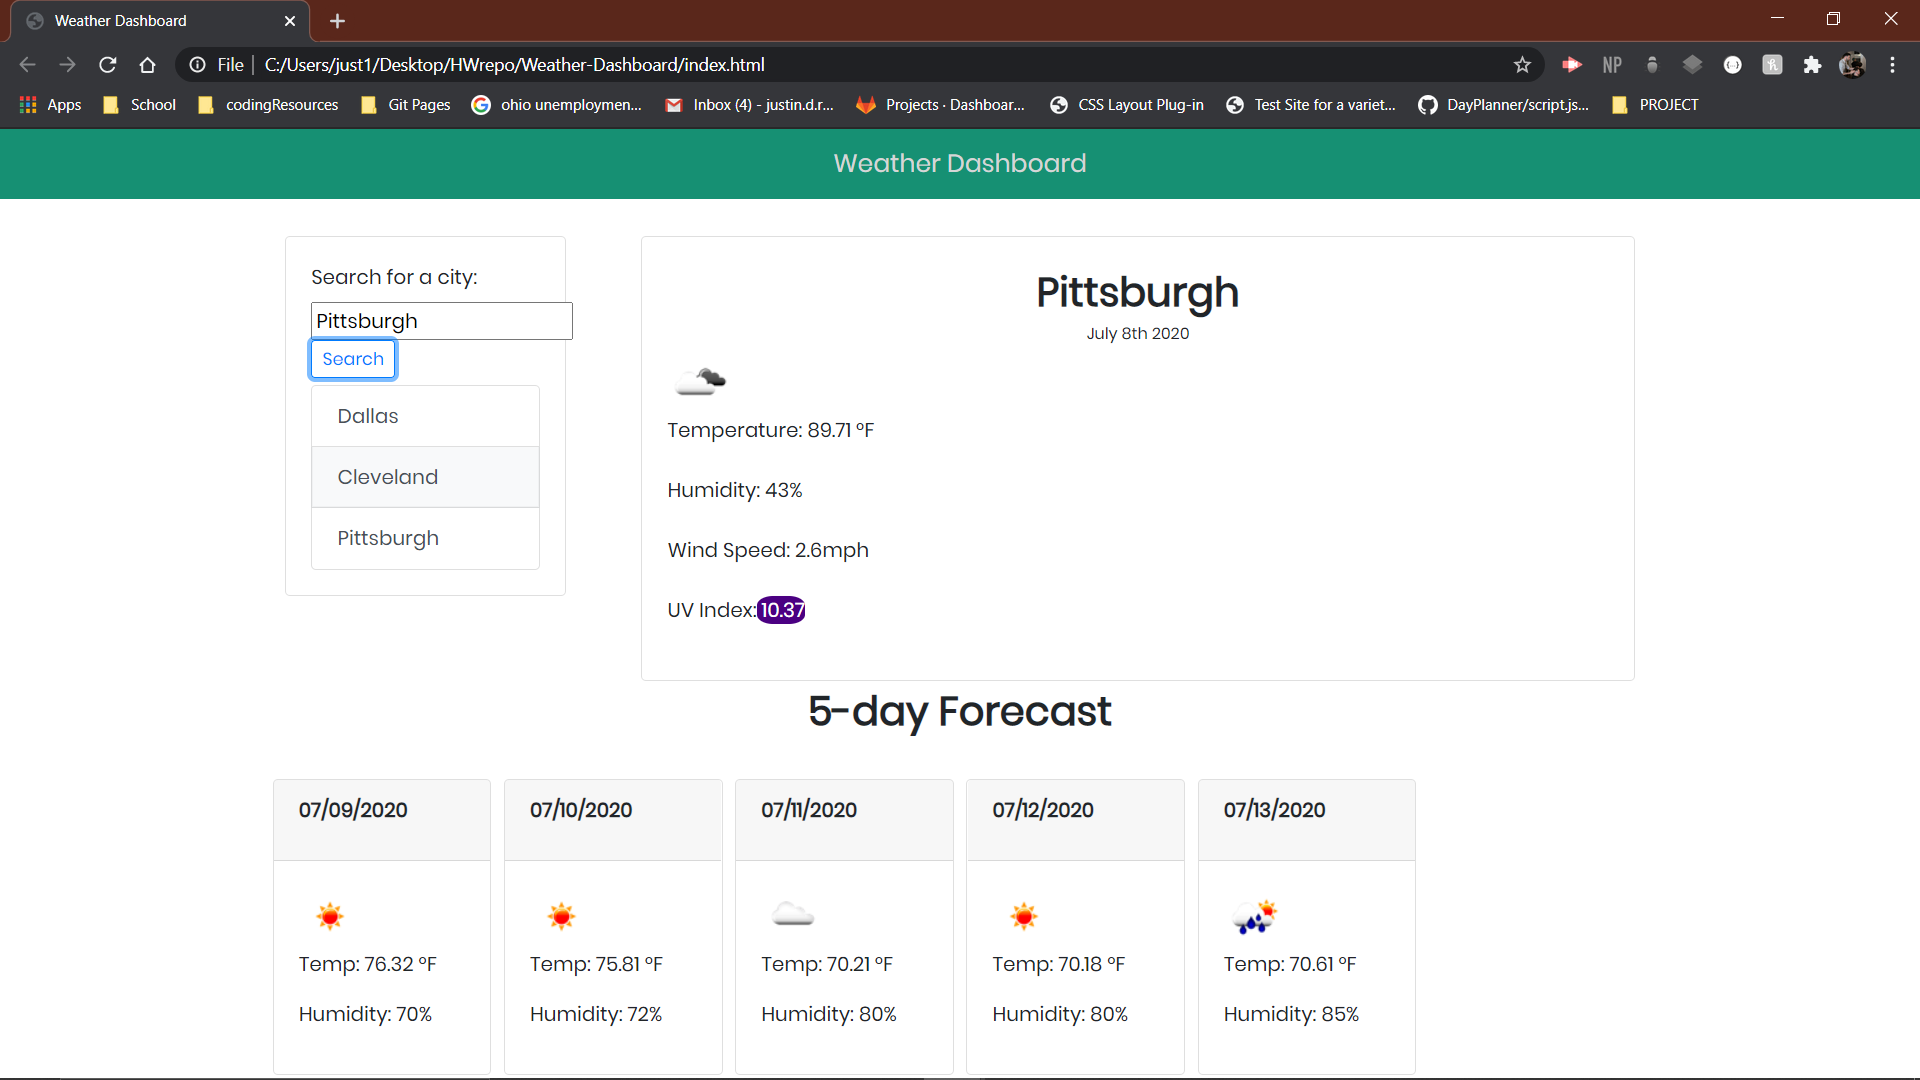 Weather Dashboard
File
C:/Users/just1/Desktop/HWrepo/Weather-Dashboard/index.html
NP
Apps School codingResources Git Pages ohio unemploymen... Inbox (4) - justin.d.r... Projects · Dashboar... CSS Layout Plug-in Test Site for a variet... DayPlanner/script.js... PROJECT
Weather Dashboard
Search for a city:
Pittsburgh
Search
Dallas
Cleveland
Pittsburgh
Pittsburgh
July 8th 2020
Temperature: 89.71 °F
Humidity: 43%
Wind Speed: 2.6mph
UV Index: 10.37
5-day Forecast
07/09/2020
Temp: 76.32 °F
Humidity: 70%
07/10/2020
Temp: 75.81 °F
Humidity: 72%
07/11/2020
Temp: 70.21 °F
Humidity: 80%
07/12/2020
Temp: 70.18 °F
Humidity: 80%
07/13/2020
Temp: 70.61 °F
Humidity: 85%